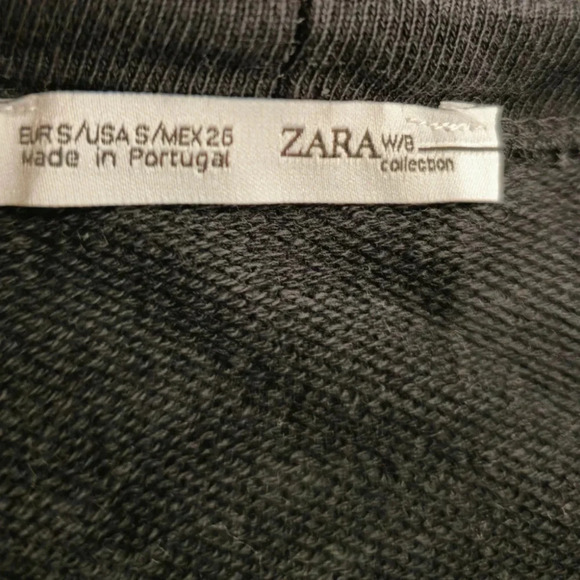 EUR S/USA S/MEX 26
Made in Portugal
ZARA W/B
collection